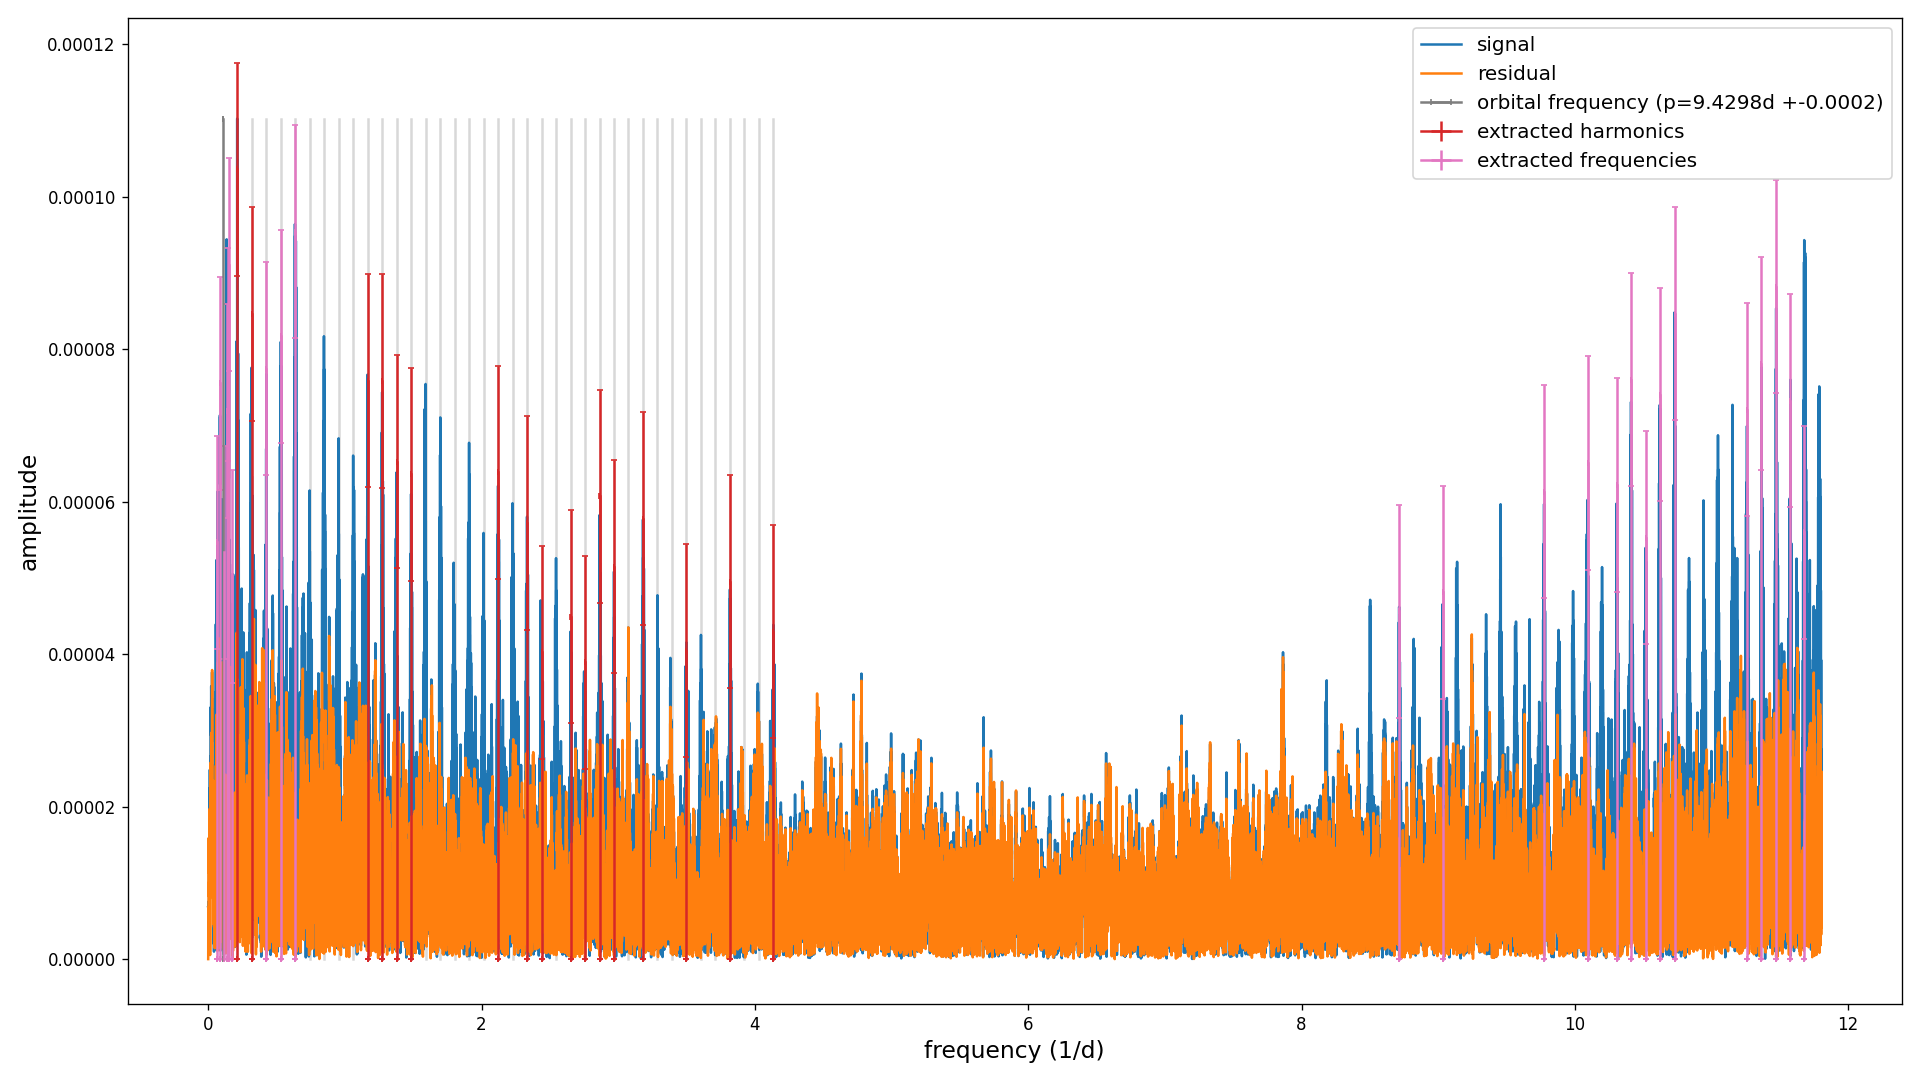 0.00012
0.00010
0.00008
0.00006
0.00004
0.00002
0.00000
amplitude
0
2
4
6
8
10
12
frequency (1/d)
signal
residual
orbital frequency (p=9.4298d +-0.0002)
extracted harmonics
extracted frequencies